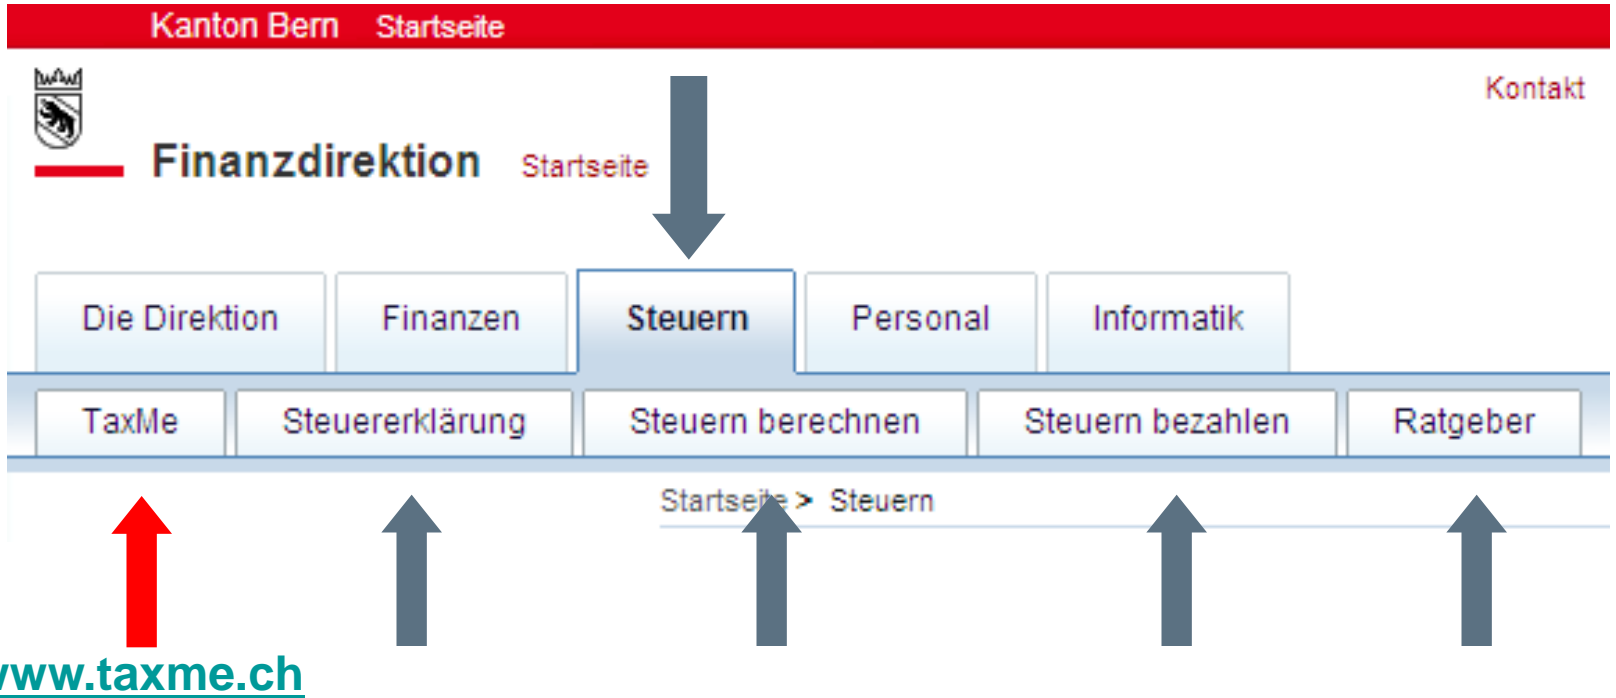 Kanton Bern Startseite
Kontakt
Finanzdirektion Startseite
Die Direktion Finanzen Steuern Personal Informatik
TaxMe Steuererklärung Steuern berechnen Steuern bezahlen Ratgeber
Startseite > Steuern
www.taxme.ch